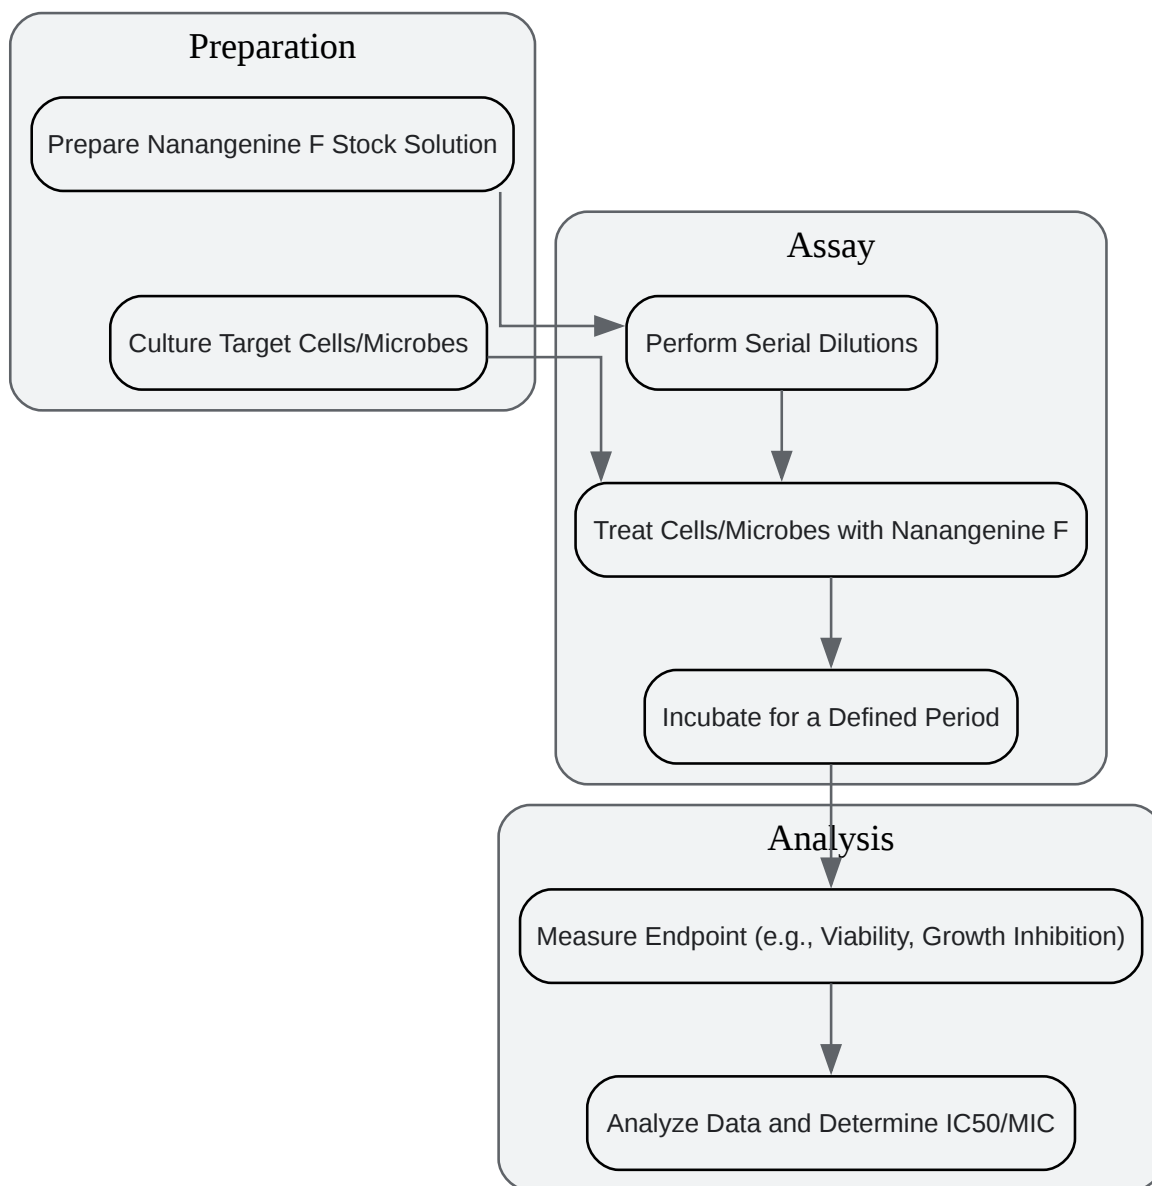 Preparation
Prepare Nanangenine F Stock Solution
Culture Target Cells/Microbes
Assay
Perform Serial Dilutions
Treat Cells/Microbes with Nanangenine F
Incubate for a Defined Period
Analysis
Measure Endpoint (e.g., Viability, Growth Inhibition)
Analyze Data and Determine IC50/MIC